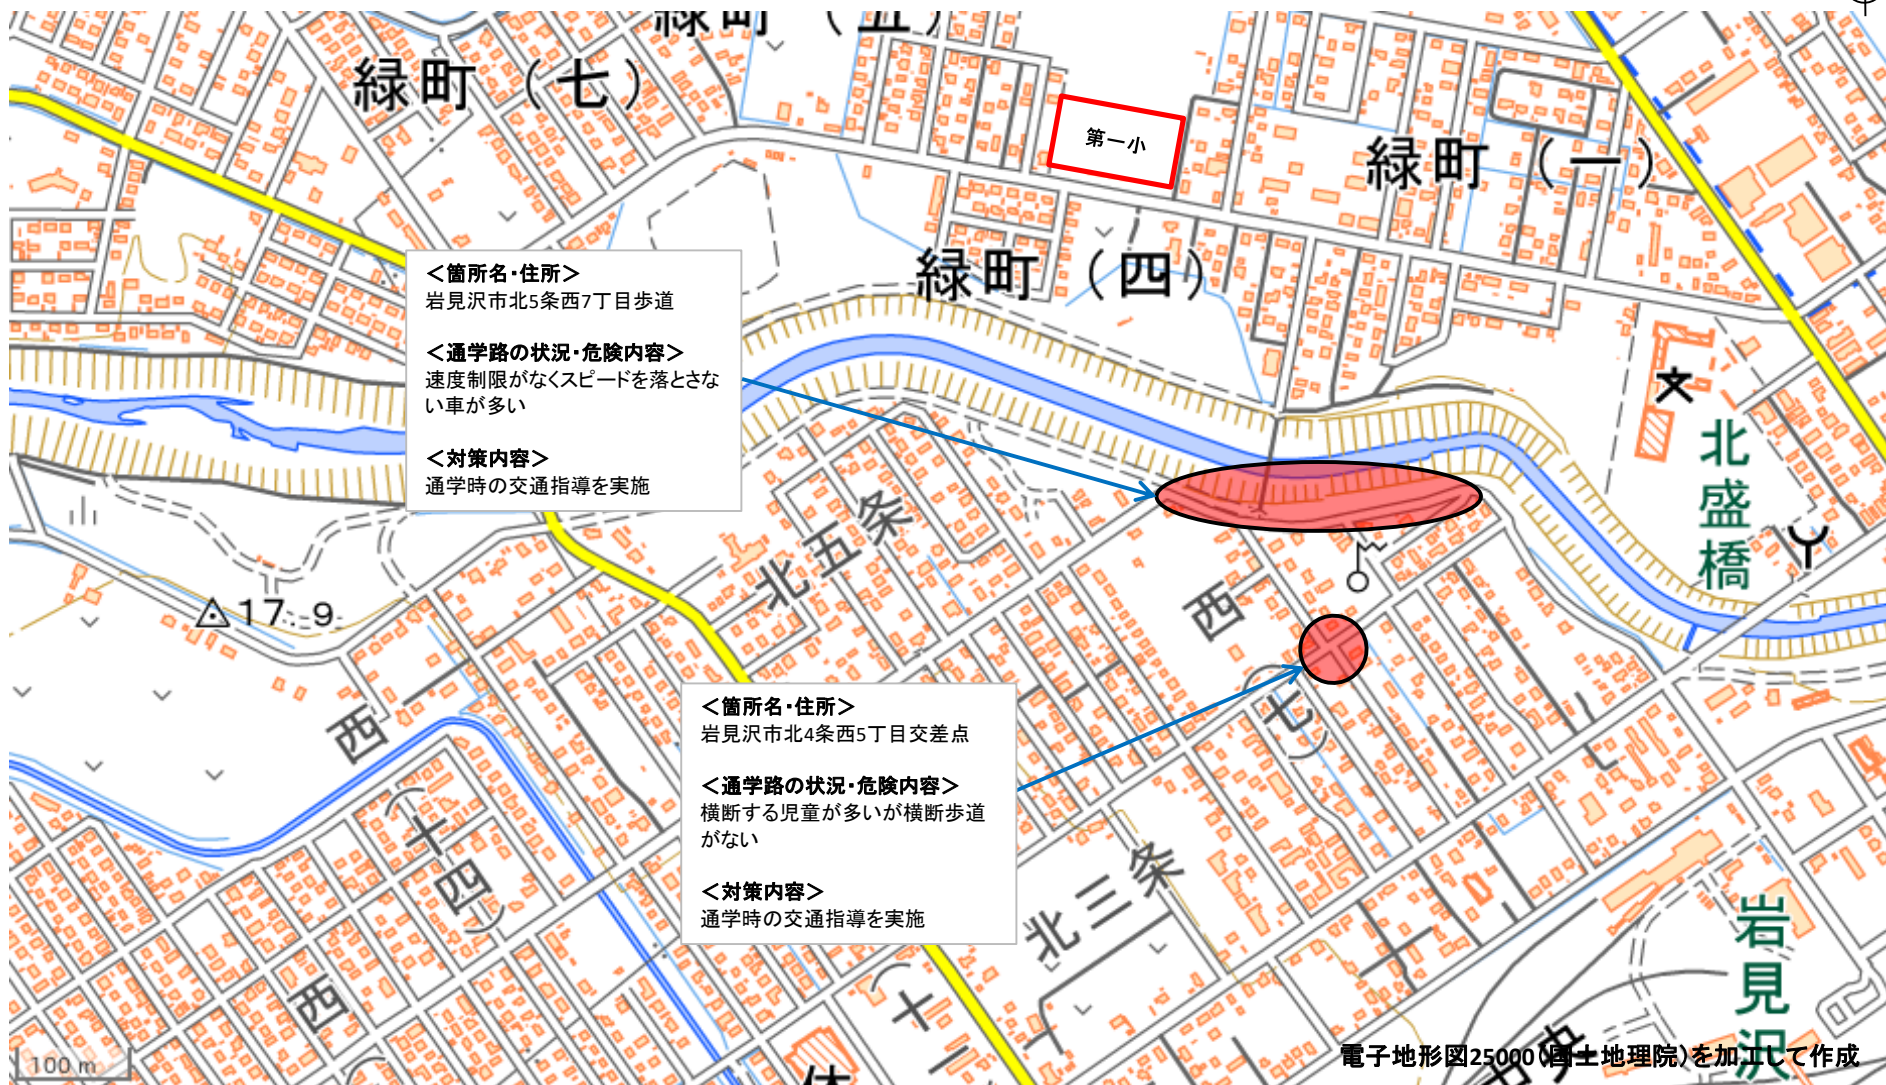 緑町（五）
緑町（七）
第一小
緑町（一）
緑町（四）
＜箇所名・住所＞
岩見沢市北5条西7丁目歩道
＜通学路の状況・危険内容＞
速度制限がなくスピードを落とさな
い車が多い
＜対策内容＞
通学時の交通指導を実施
北盛橋
北五条
西
（七）
17.9
西
（十四）
＜箇所名・住所＞
岩見沢市北4条西5丁目交差点
＜通学路の状況・危険内容＞
横断する児童が多いが横断歩道
がない
＜対策内容＞
通学時の交通指導を実施
北三条
西
（十一
岩見沢
中央
体
100 m
電子地形図25000（国土地理院）を加工して作成